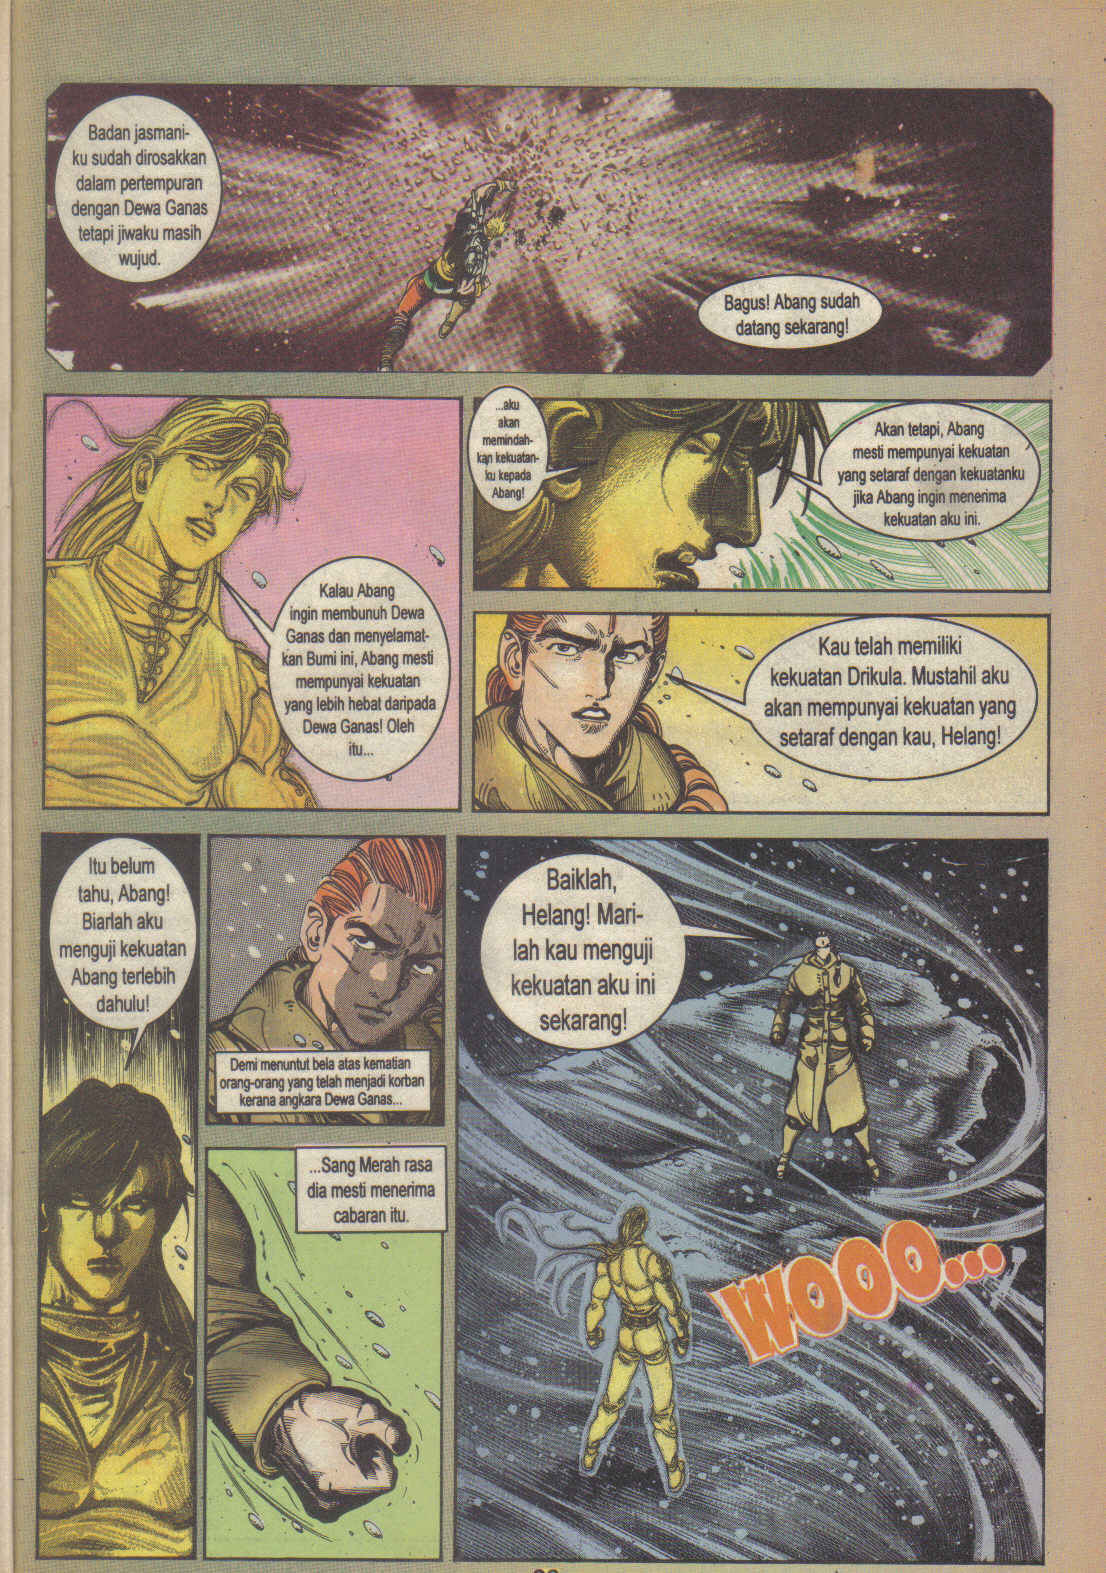 Badan jasmani-
ku sudah dirosakkan
dalam pertempuran
dengan Dewa Ganas
tetapi jiwaku masih
wujud.
Bagus! Abang sudah
datang sekarang!
Kalau Abang
ingin membunuh Dewa
Ganas dan menyelamat-
kan Bumi ini, Abang mesti
mempunyai kekuatan
yang lebih hebat daripada
Dewa Ganas! Oleh
itu...
...aku
akan
memindah-
kan kekuatan-
ku kepada
Abang!
Akan tetapi, Abang
mesti mempunyai kekuatan
yang setaraf dengan kekuatanku
jika Abang ingin menerima
kekuatan aku ini.
Kau telah memiliki
kekuatan Drikula. Mustahil aku
akan mempunyai kekuatan yang
setaraf dengan kau, Helang!
Itu belum
tahu, Abang!
Biarlah aku
menguji kekuatan
Abang terlebih
dahulu!
Demi menuntut bela atas kematian
orang-orang yang telah menjadi korban
kerana angkara Dewa Ganas...
...Sang Merah rasa
dia mesti menerima
cabaran itu.
Baiklah,
Helang! Mari-
lah kau menguji
kekuatan aku ini
sekarang!
WOOO...